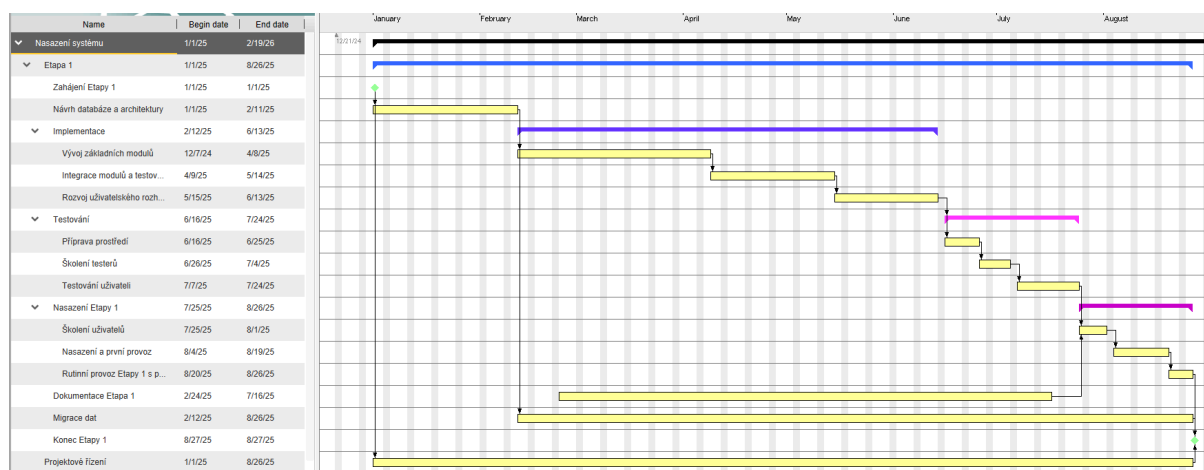 Name Begin date End date January February March April May June July August
12/21/24
Nasazení systému 1/1/25 2/19/26
Etapa 1 1/1/25 8/26/25
Zahájení Etapy 1 1/1/25 1/1/25
Návrh databáze a architektury 1/1/25 2/11/25
Implementace 2/12/25 6/13/25
Vývoj základních modulů 12/7/24 4/8/25
Integrace modulů a testov... 4/9/25 5/14/25
Rozvoj uživatelského rozh... 5/15/25 6/13/25
Testování 6/16/25 7/24/25
Příprava prostředí 6/16/25 6/25/25
Školení testerů 6/26/25 7/4/25
Testování uživateli 7/7/25 7/24/25
Nasazení Etapy 1 7/25/25 8/26/25
Školení uživatelů 7/25/25 8/1/25
Nasazení a první provoz 8/4/25 8/19/25
Rutinní provoz Etapy 1 s p... 8/20/25 8/26/25
Dokumentace Etapa 1 2/24/25 7/16/25
Migrace dat 2/12/25 8/26/25
Konec Etapy 1 8/27/25 8/27/25
Projektové řízení 1/1/25 8/26/25